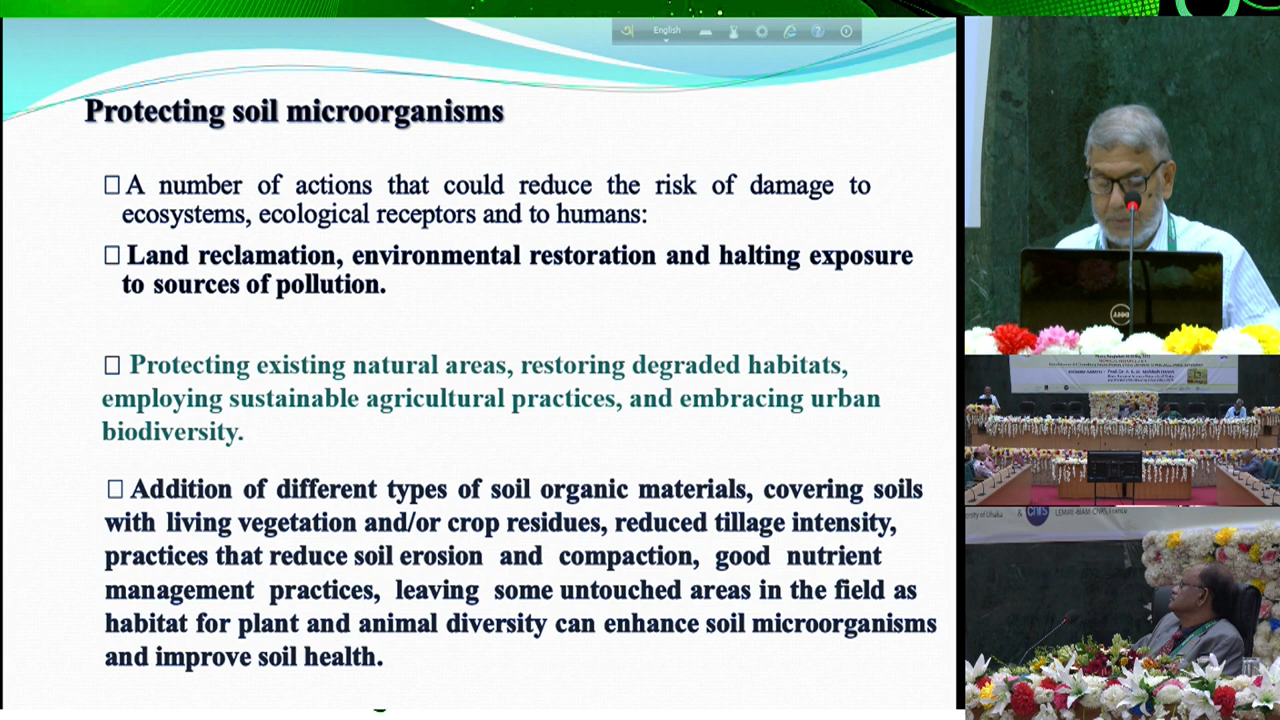 English
Protecting soil microorganisms
A number of actions that could reduce the risk of damage to
ecosystems, ecological receptors and to humans:
Land reclamation, environmental restoration and halting exposure
to sources of pollution.
Protecting existing natural areas, restoring degraded habitats,
employing sustainable agricultural practices, and embracing urban
biodiversity.
Addition of different types of soil organic materials, covering soils
with living vegetation and/or crop residues, reduced tillage intensity,
practices that reduce soil erosion and compaction, good nutrient
management practices, leaving some untouched areas in the field as
habitat for plant and animal diversity can enhance soil microorganisms
and improve soil health.
DELL
& CNRS